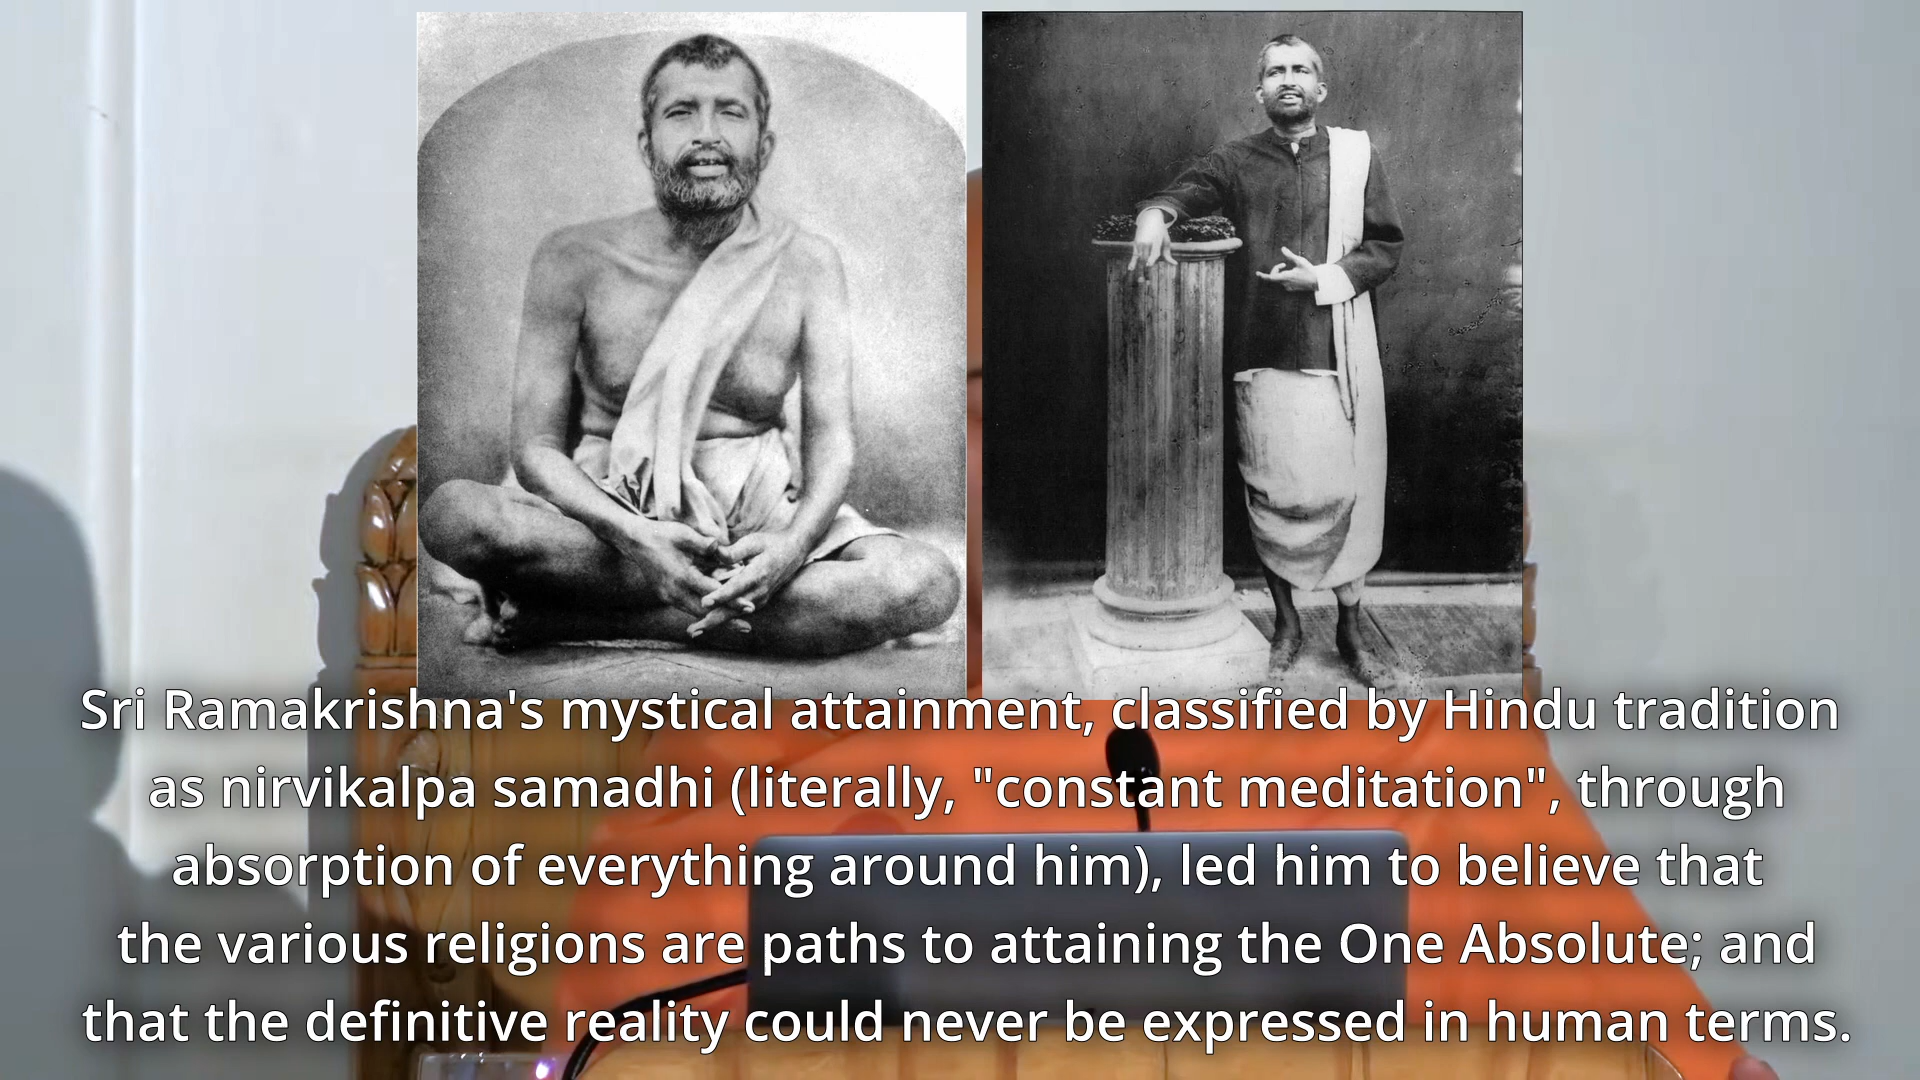 Sri Ramakrishna's mystical attainment, classified by Hindu tradition
as nirvikalpa samadhi (literally, "constant meditation", through
absorption of everything around him), led him to believe that
the various religions are paths to attaining the One Absolute; and
that the definitive reality could never be expressed in human terms.